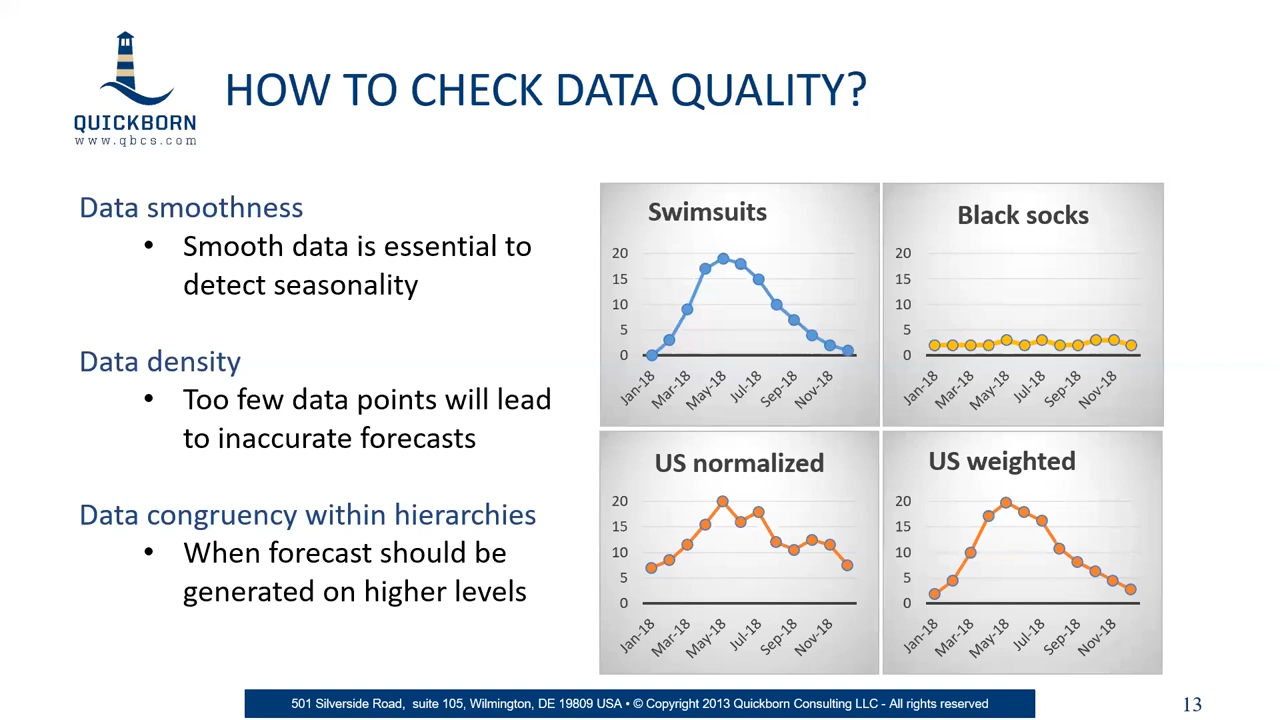 QUICKBORN
www.qbcs.com
HOW TO CHECK DATA QUALITY?
Data smoothness
• Smooth data is essential to
detect seasonality
Data density
• Too few data points will lead
to inaccurate forecasts
Data congruency within hierarchies
• When forecast should be
generated on higher levels
Swimsuits
20
15
10
5
0
Jan-18 Mar-18 May-18 Jul-18 Sep-18 Nov-18
Black socks
20
15
10
5
0
Jan-18 Mar-18 May-18 Jul-18 Sep-18 Nov-18
US normalized
20
15
10
5
0
Jan-18 Mar-18 May-18 Jul-18 Sep-18 Nov-18
US weighted
20
15
10
5
0
Jan-18 Mar-18 May-18 Jul-18 Sep-18 Nov-18
501 Silverside Road, suite 105, Wilmington, DE 19809 USA • © Copyright 2013 Quickborn Consulting LLC - All rights reserved
13